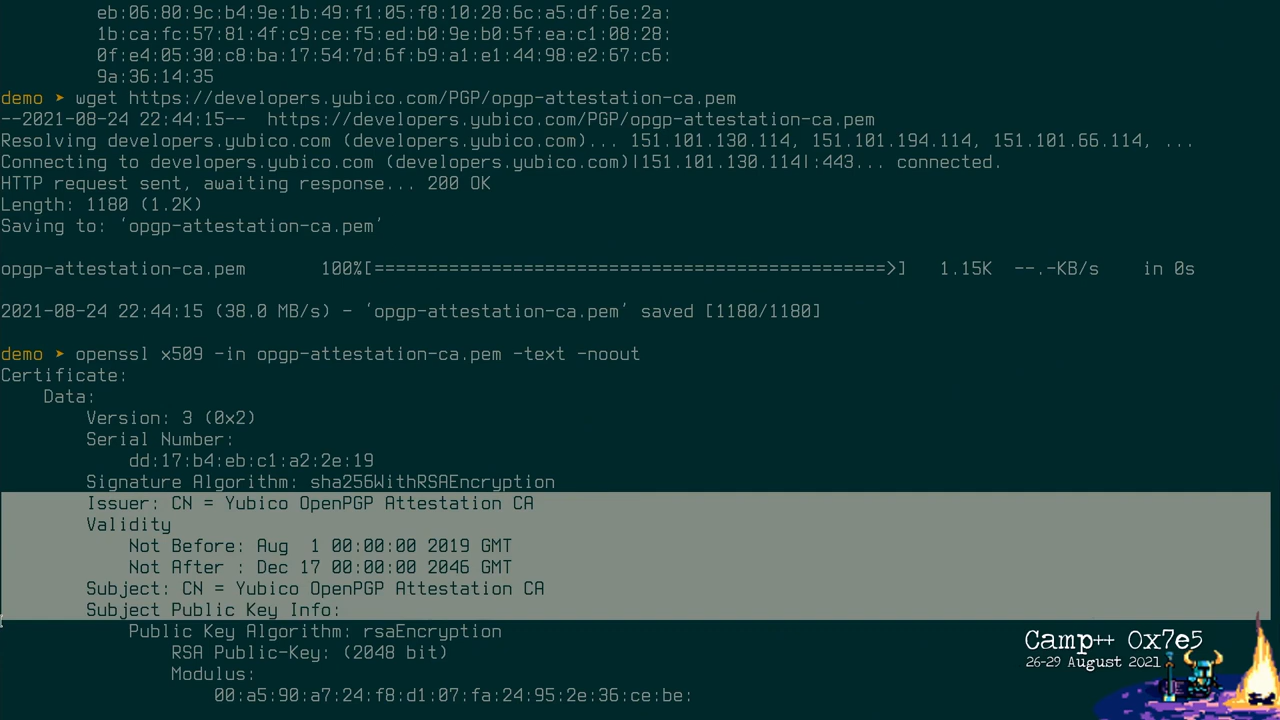 eb:06:80:9c:b4:9e:1b:49:f1:05:f8:10:28:6c:a5:df:6e:2a:
1b:ca:fc:57:81:4f:c9:ce:f5:ed:b0:9e:b0:5f:ea:c1:08:28:
0f:e4:05:30:c8:ba:17:54:7d:6f:b9:a1:e1:44:98:e2:67:c6:
9a:36:14:35
demo ➤ wget https://developers.yubico.com/PGP/opgp-attestation-ca.pem
--2021-08-24 22:44:15--  https://developers.yubico.com/PGP/opgp-attestation-ca.pem
Resolving developers.yubico.com (developers.yubico.com)... 151.101.130.114, 151.101.194.114, 151.101.66.114, ...
Connecting to developers.yubico.com (developers.yubico.com)|151.101.130.114|:443... connected.
HTTP request sent, awaiting response... 200 OK
Length: 1180 (1.2K)
Saving to: ‘opgp-attestation-ca.pem’
opgp-attestation-ca.pem       100%[================================================>]   1.15K  --.-KB/s    in 0s
2021-08-24 22:44:15 (38.0 MB/s) - ‘opgp-attestation-ca.pem’ saved [1180/1180]
demo ➤ openssl x509 -in opgp-attestation-ca.pem -text -noout
Certificate:
Data:
Version: 3 (0x2)
Serial Number:
dd:17:b4:eb:c1:a2:2e:19
Signature Algorithm: sha256WithRSAEncryption
Issuer: CN = Yubico OpenPGP Attestation CA
Validity
Not Before: Aug  1 00:00:00 2019 GMT
Not After : Dec 17 00:00:00 2046 GMT
Subject: CN = Yubico OpenPGP Attestation CA
Subject Public Key Info:
Public Key Algorithm: rsaEncryption
RSA Public-Key: (2048 bit)
Modulus:
00:a5:90:a7:24:f8:d1:07:fa:24:95:2e:36:ce:be:
Camp++ 0x7e5
26-29 August 2021